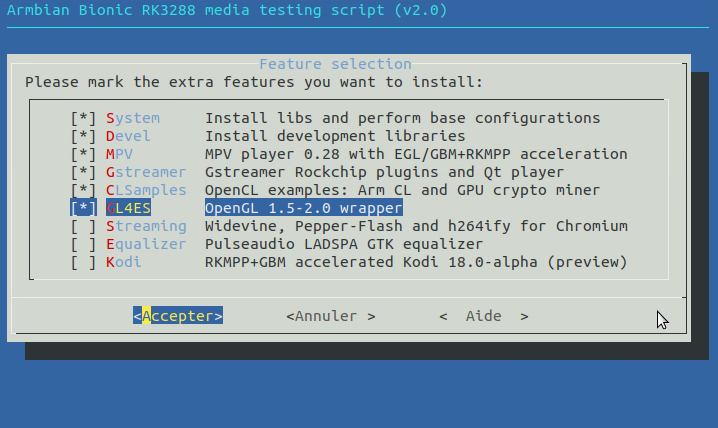 Armbian Bionic RK3288 media testing script (v2.0)
Feature selection
Please mark the extra features you want to install:
[*] System Install libs and perform base configurations
[*] Devel Install development libraries
[*] MPV MPV player 0.28 with EGL/GBM+RKMPP acceleration
[*] Gstreamer Gstreamer Rockchip plugins and Qt player
[*] CLSamples OpenCL examples: Arm CL and GPU crypto miner
[*] GL4ES OpenGL 1.5-2.0 wrapper
[ ] Streaming Widevine, Pepper-Flash and h264ify for Chromium
[ ] Equalizer Pulseaudio LADSPA GTK equalizer
[ ] Kodi RKMPP+GBM accelerated Kodi 18.0-alpha (preview)
<Accepter> <Annuler > < Aide >